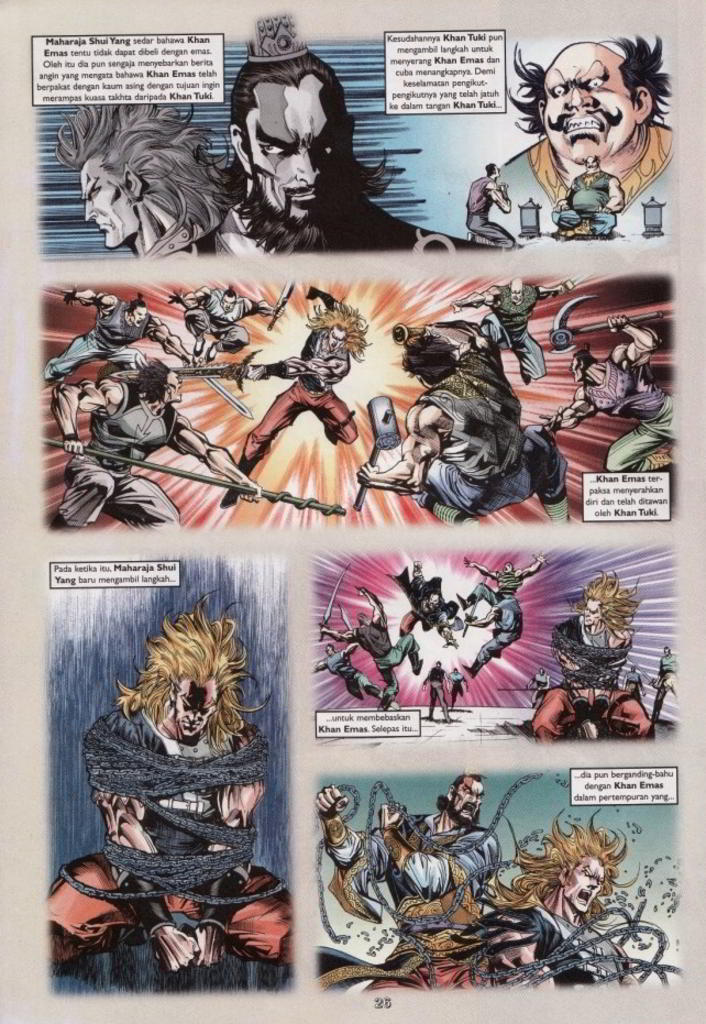 Maharaja Shui Yang sedar bahawa Khan
Emas tentu tidak dapat dibeli dengan emas.
Oleh itu dia pun sengaja menyebarkan berita
angin yang mengata bahawa Khan Emas telah
berpakat dengan kaum asing dengan tujuan ingin
merampas kuasa takhta daripada Khan Tuki.
Kesudahannya Khan Tuki pun
mengambil langkah untuk
menyerang Khan Emas dan
cuba menangkapnya. Demi
keselamatan pengikut-
pengikutnya yang telah jatuh
ke dalam tangan Khan Tuki...
...Khan Emas ter-
paksa menyerahkan
diri dan ditawan
oleh Khan Tuki.
Pada ketika itu, Maharaja Shui
Yang baru mengambil langkah...
...untuk membebaskan
Khan Emas. Selepas itu...
...dia pun berganding-bahu
dengan Khan Emas
dalam pertempuran yang...
26